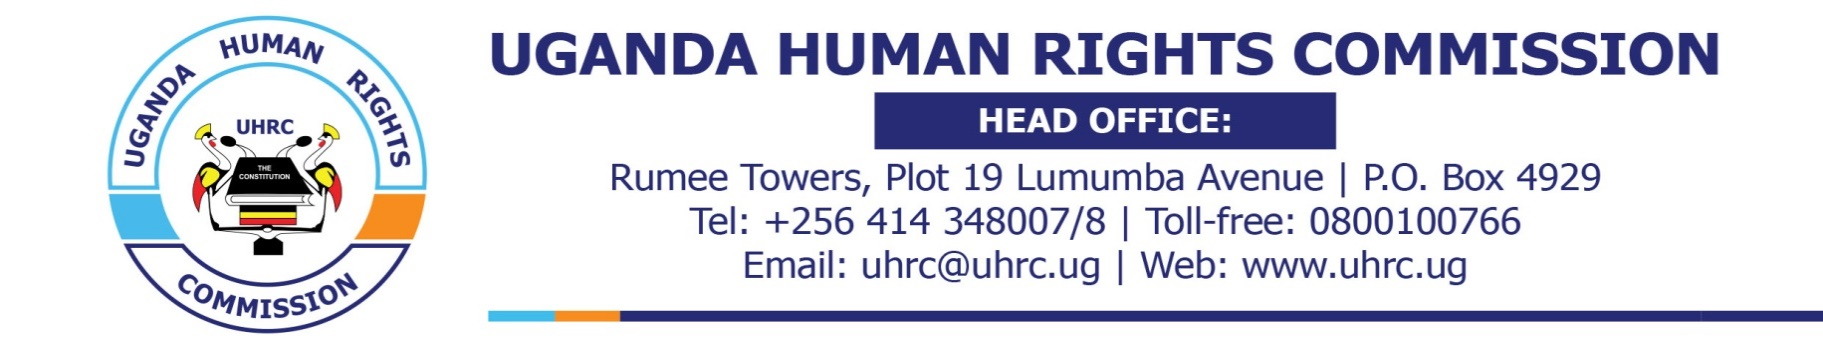 UGANDA HUMAN RIGHTS
COMMISSION
UHRC
THE
CONSTITUTION
UGANDA HUMAN RIGHTS COMMISSION
HEAD OFFICE:
Rumee Towers, Plot 19 Lumumba Avenue | P.O. Box 4929
Tel: +256 414 348007/8 | Toll-free: 0800100766
Email: uhrc@uhrc.ug | Web: www.uhrc.ug